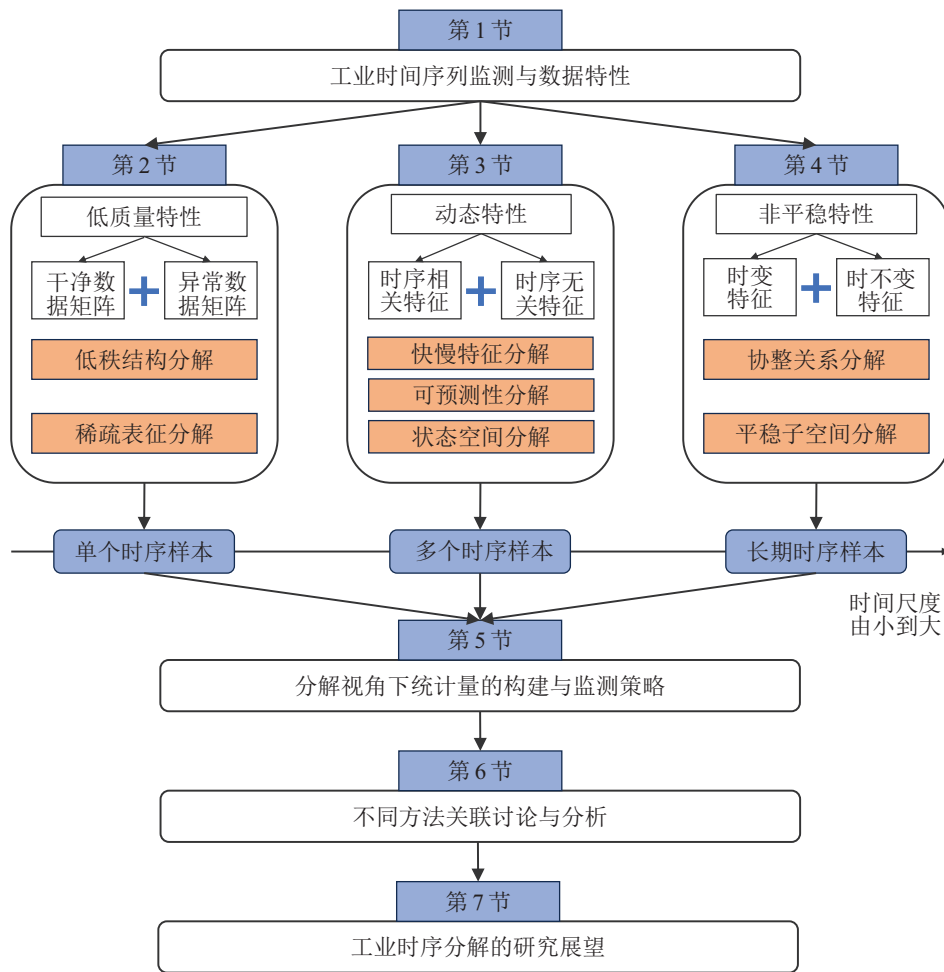 第1节
工业时间序列监测与数据特性
第2节
低质量特性
干净数
据矩阵
异常数
据矩阵
低秩结构分解
稀疏表征分解
第3节
动态特性
时序相
关特征
时序无
关特征
快慢特征分解
可预测性分解
状态空间分解
第4节
非平稳特性
时变
特征
时不变
特征
协整关系分解
平稳子空间分解
单个时序样本
多个时序样本
长期时序样本
时间尺度
由小到大
第5节
分解视角下统计量的构建与监测策略
第6节
不同方法关联讨论与分析
第7节
工业时序分解的研究展望